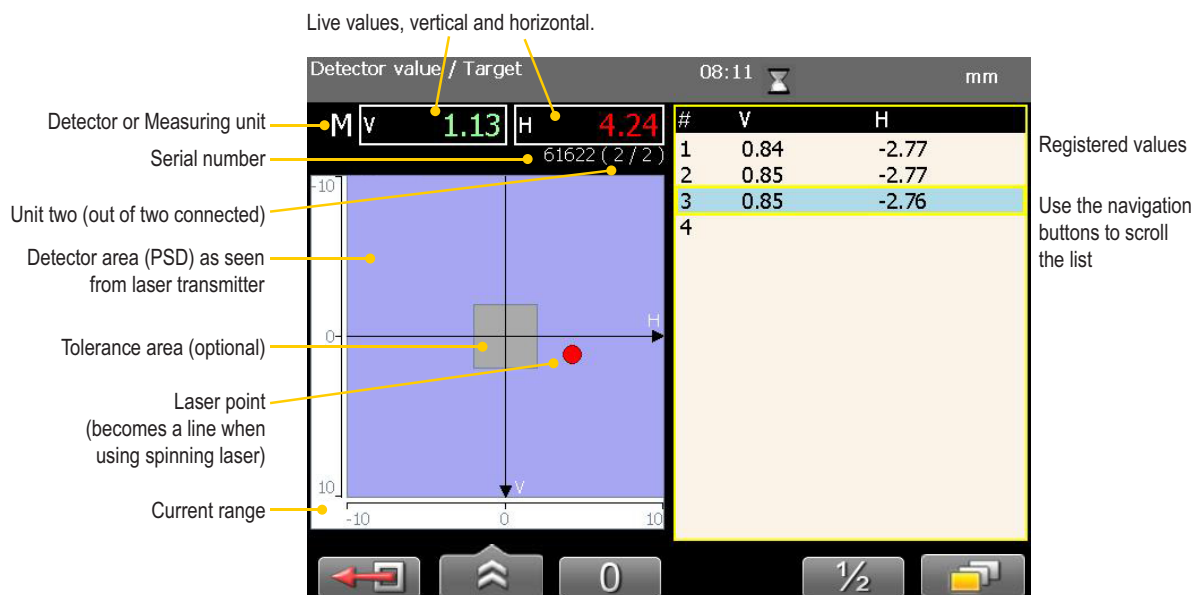 Live values, vertical and horizontal.
Detector value / Target 08:11 mm
Detector or Measuring unit
M V 1.13 H 4.24
Serial number
61622 ( 2 / 2 )
# V H
1 0.84 -2.77
2 0.85 -2.77
3 0.85 -2.76
4
Registered values
Use the navigation
buttons to scroll
the list
Unit two (out of two connected)
Detector area (PSD) as seen
from laser transmitter
Tolerance area (optional)
Laser point
(becomes a line when
using spinning laser)
Current range
-10
0
10
H
V
-10 0 10
0
½